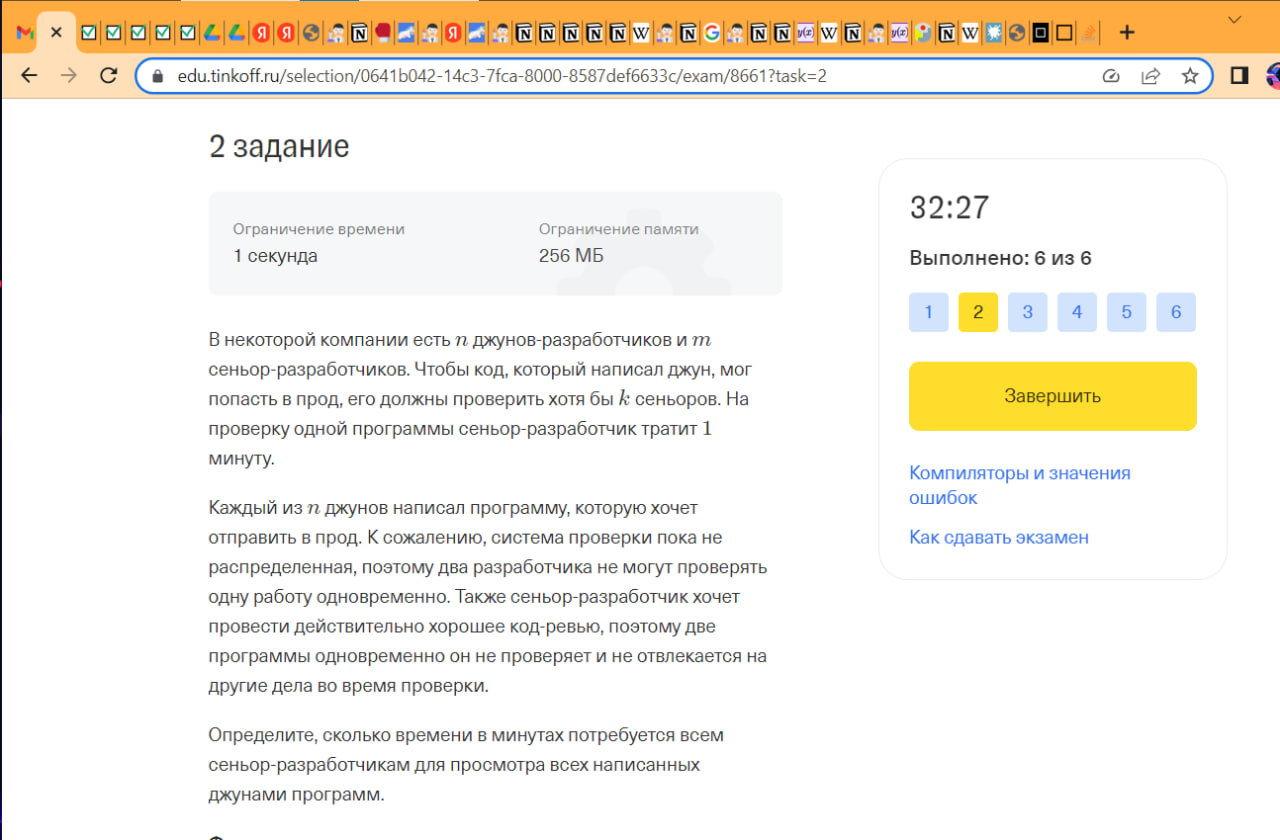 edu.tinkoff.ru/selection/0641b042-14c3-7fca-8000-8587def6633c/exam/8661?task=2
2 задание
Ограничение времени
1 секунда
Ограничение памяти
256 МБ
В некоторой компании есть n джунов-разработчиков и m
сеньор-разработчиков. Чтобы код, который написал джун, мог
попасть в прод, его должны проверить хотя бы k сеньоров. На
проверку одной программы сеньор-разработчик тратит 1
минуту.
Каждый из n джунов написал программу, которую хочет
отправить в прод. К сожалению, система проверки пока не
распределенная, поэтому два разработчика не могут проверять
одну работу одновременно. Также сеньор-разработчик хочет
провести действительно хорошее код-ревью, поэтому две
программы одновременно он не проверяет и не отвлекается на
другие дела во время проверки.
Определите, сколько времени в минутах потребуется всем
сеньор-разработчикам для просмотра всех написанных
джунами программ.
32:27
Выполнено: 6 из 6
1 2 3 4 5 6
Завершить
Компиляторы и значения
ошибок
Как сдавать экзамен